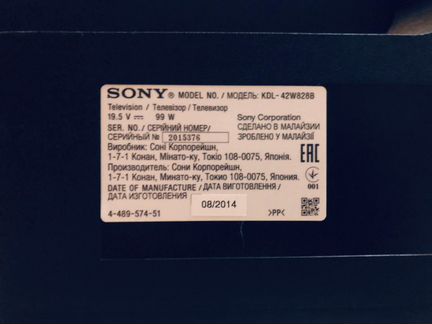 SONY® MODEL NO. / МОДЕЛЬ: KDL-42W828B
Television / Телевізор / Телевизор
19.5 V ⎓ 99 W
Sony Corporation
SER. NO. / СЕРІЙНИЙ НОМЕР/
СДЕЛАНО В МАЛАЙЗИИ
СЕРИЙНЫЙ № 2015376
ЗРОБЛЕНО У МАЛАЙЗІЇ
Виробник: Соні Корпорейшн,
1-7-1 Конан, Мінато-ку, Токіо 108-0075, Японія.
Производитель: Сони Корпорейшн,
1-7-1 Конан, Минато-ку, Токио 108-0075, Япония.
EAC
001
DATE OF MANUFACTURE / ДАТА ВИГОТОВЛЕННЯ /
ДАТА ИЗГОТОВЛЕНИЯ
08/2014
4-489-574-51
>PP<